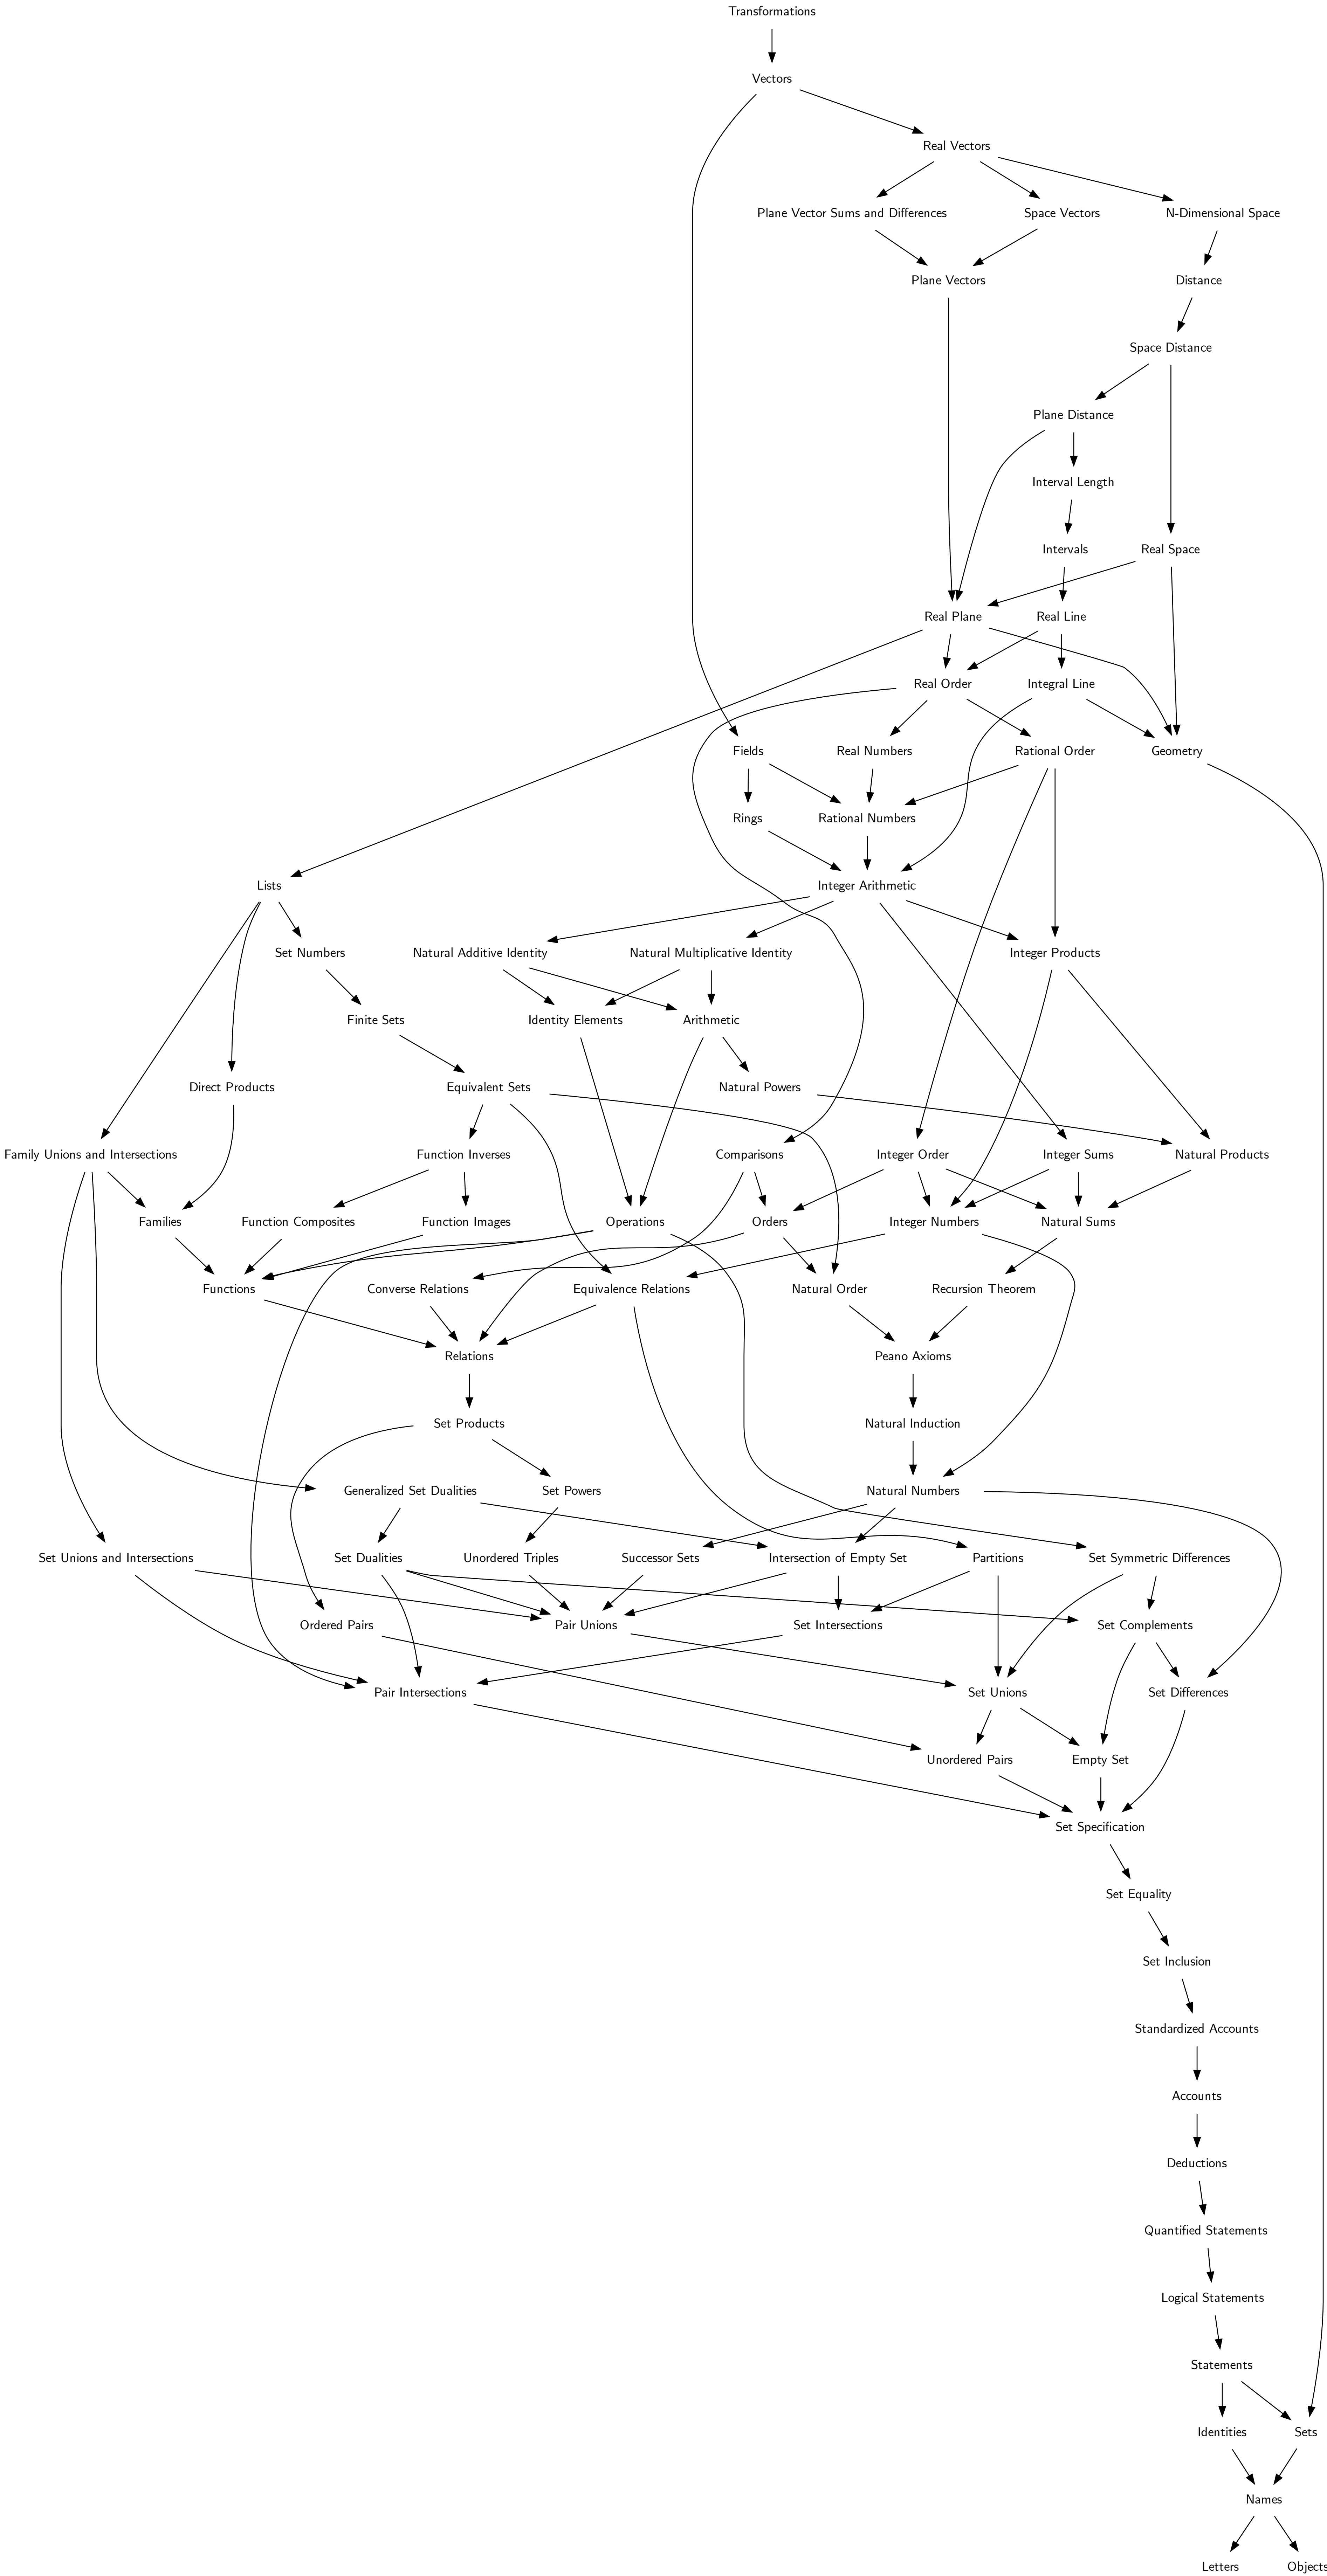 Transformations
Vectors
Real Vectors
Plane Vector Sums and Differences
Space Vectors
N-Dimensional Space
Plane Vectors
Distance
Space Distance
Plane Distance
Interval Length
Intervals
Real Space
Real Plane
Real Line
Real Order
Integral Line
Fields
Real Numbers
Rational Order
Geometry
Rings
Rational Numbers
Lists
Integer Arithmetic
Set Numbers
Natural Additive Identity
Natural Multiplicative Identity
Integer Products
Finite Sets
Identity Elements
Arithmetic
Direct Products
Equivalent Sets
Natural Powers
Family Unions and Intersections
Function Inverses
Comparisons
Integer Order
Integer Sums
Natural Products
Families
Function Composites
Function Images
Operations
Orders
Integer Numbers
Natural Sums
Functions
Converse Relations
Equivalence Relations
Natural Order
Recursion Theorem
Relations
Peano Axioms
Set Products
Natural Induction
Generalized Set Dualities
Set Powers
Natural Numbers
Set Unions and Intersections
Set Dualities
Unordered Triples
Successor Sets
Intersection of Empty Set
Partitions
Set Symmetric Differences
Ordered Pairs
Pair Unions
Set Intersections
Set Complements
Pair Intersections
Set Unions
Set Differences
Unordered Pairs
Empty Set
Set Specification
Set Equality
Set Inclusion
Standardized Accounts
Accounts
Deductions
Quantified Statements
Logical Statements
Statements
Identities
Sets
Names
Letters
Objects